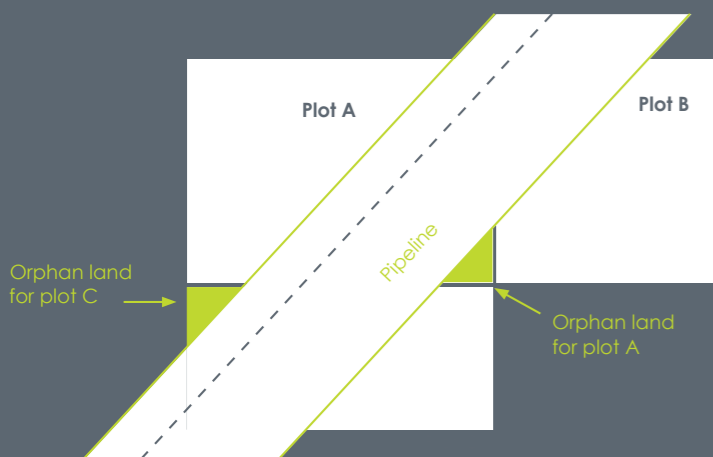 Plot A
Plot B
Pipeline
Orphan land
for plot C
Orphan land
for plot A